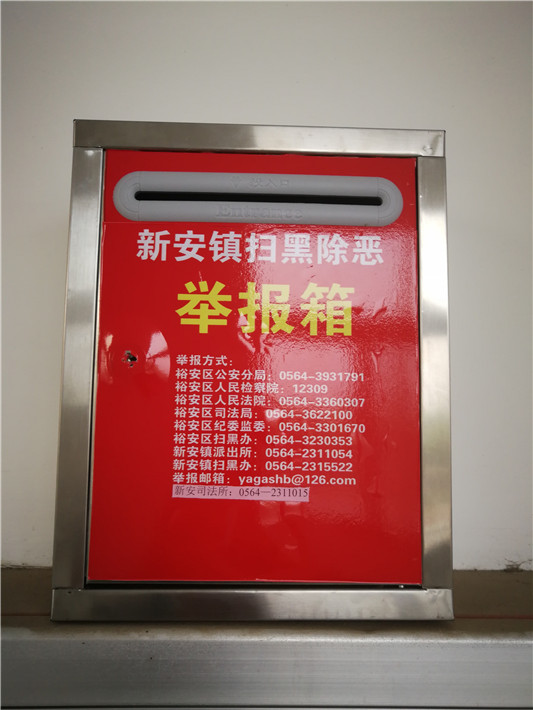 Entrance
新安镇扫黑除恶
举报箱
举报方式：
裕安区公安分局：0564-3931791
裕安区人民检察院：12309
裕安区人民法院：0564-3360307
裕安区司法局：0564-3622100
裕安区纪委监委：0564-3301670
裕安区扫黑办：0564-3230353
新安镇派出所：0564-2311054
新安镇扫黑办：0564-2315522
举报邮箱：yagashb@126.com
新安司法所：0564—2311015